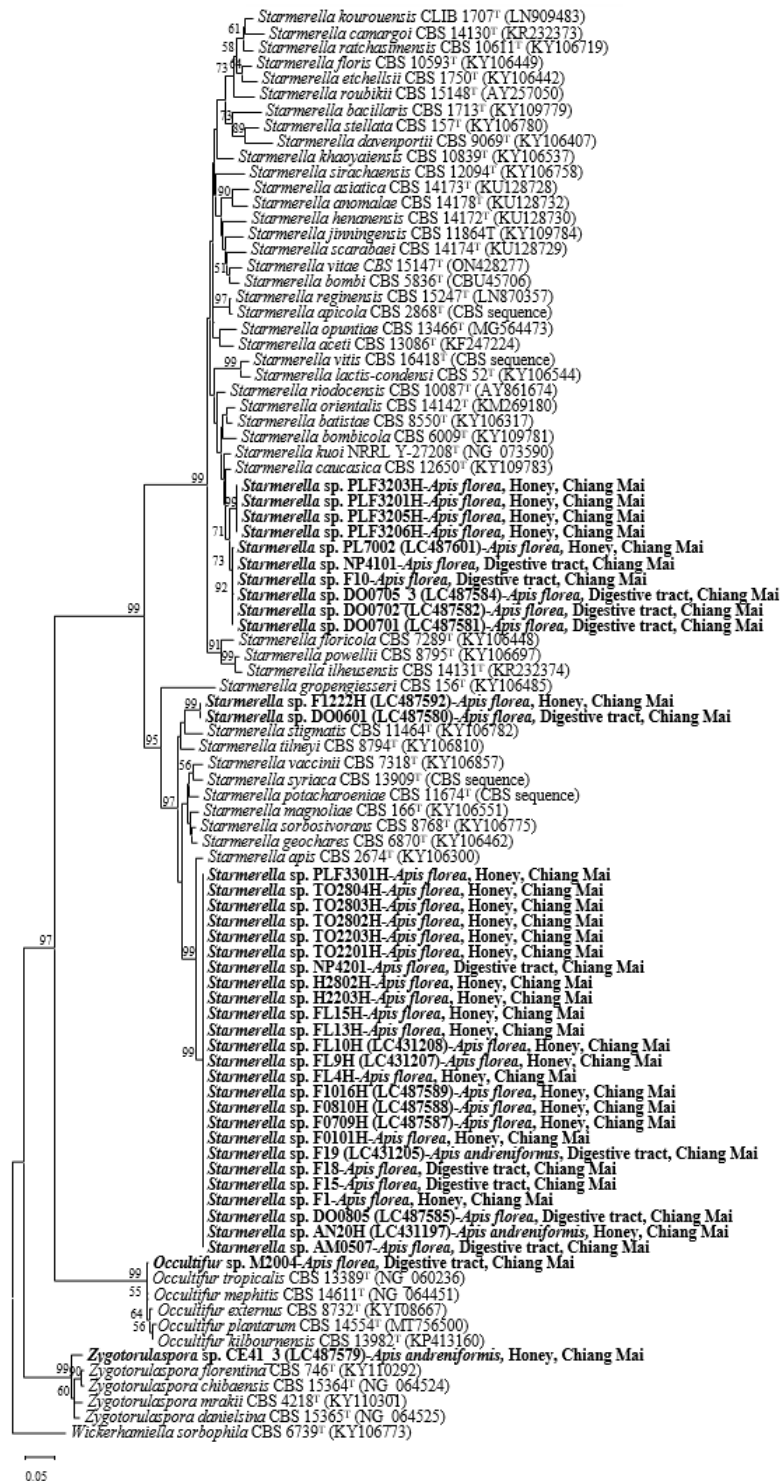 Starmerella kourouensis CLIB 1707ᵀ (LN909483)
61
Starmerella camargoi CBS 14130ᵀ (KR232373)
58
Starmerella ratchasimensis CBS 10611ᵀ (KY106719)
Starmerella floris CBS 10593ᵀ (KY106449)
73
64
Starmerella etchellsii CBS 1750ᵀ (KY106442)
Starmerella roubikii CBS 15148ᵀ (AY257050)
Starmerella bacillaris CBS 1713ᵀ (KY109779)
73
Starmerella stellata CBS 157ᵀ (KY106780)
89
Starmerella davenportii CBS 9069ᵀ (KY106407)
Starmerella khaoyaiensis CBS 10839ᵀ (KY106537)
Starmerella sirachaensis CBS 12094ᵀ (KY106758)
Starmerella asiatica CBS 14173ᵀ (KU128728)
90
Starmerella anomalae CBS 14178ᵀ (KU128732)
Starmerella henanensis CBS 14172ᵀ (KU128730)
Starmerella jinningensis CBS 11864T (KY109784)
Starmerella scarabaei CBS 14174ᵀ (KU128729)
Starmerella vitae CBS 15147ᵀ (ON428277)
51
Starmerella bombi CBS 5836ᵀ (CBU45706)
Starmerella reginensis CBS 15247ᵀ (LN870357)
97
Starmerella apicola CBS 2868ᵀ (CBS sequence)
Starmerella opuntiae CBS 13466ᵀ (MG564473)
Starmerella aceti CBS 13086ᵀ (KF247224)
Starmerella vitis CBS 16418ᵀ (CBS sequence)
99
Starmerella lactis-condensi CBS 52ᵀ (KY106544)
Starmerella riodocensis CBS 10087ᵀ (AY861674)
Starmerella orientalis CBS 14142ᵀ (KM269180)
Starmerella batistae CBS 8550ᵀ (KY106317)
Starmerella bombicola CBS 6009ᵀ (KY109781)
Starmerella kuoi NRRL Y-27208ᵀ (NG_073590)
Starmerella caucasica CBS 12650ᵀ (KY109783)
99
Starmerella sp. PLF3203H-Apis florea, Honey, Chiang Mai
Starmerella sp. PLF3201H-Apis florea, Honey, Chiang Mai
99
Starmerella sp. PLF3205H-Apis florea, Honey, Chiang Mai
Starmerella sp. PLF3206H-Apis florea, Honey, Chiang Mai
71
Starmerella sp. PL7002 (LC487601)-Apis florea, Honey, Chiang Mai
73
Starmerella sp. NP4101-Apis florea, Digestive tract, Chiang Mai
Starmerella sp. F10-Apis florea, Digestive tract, Chiang Mai
92
Starmerella sp. DO0705_3 (LC487584)-Apis florea, Digestive tract, Chiang Mai
Starmerella sp. DO0702 (LC487582)-Apis florea, Digestive tract, Chiang Mai
99
Starmerella sp. DO0701 (LC487581)-Apis florea, Digestive tract, Chiang Mai
Starmerella floricola CBS 7289ᵀ (KY106448)
91
Starmerella powellii CBS 8795ᵀ (KY106697)
99
Starmerella ilheusensis CBS 14131ᵀ (KR232374)
Starmerella gropengiesseri CBS 156ᵀ (KY106485)
Starmerella sp. F1222H (LC487592)-Apis florea, Honey, Chiang Mai
99
Starmerella sp. DO0601 (LC487580)-Apis florea, Digestive tract, Chiang Mai
Starmerella stigmatis CBS 11464ᵀ (KY106782)
95
Starmerella tilneyi CBS 8794ᵀ (KY106810)
Starmerella vaccinii CBS 7318ᵀ (KY106857)
56
Starmerella syriaca CBS 13909ᵀ (CBS sequence)
Starmerella potacharoeniae CBS 11674ᵀ (CBS sequence)
97
Starmerella magnoliae CBS 166ᵀ (KY106551)
Starmerella sorbosivorans CBS 8768ᵀ (KY106775)
Starmerella geochares CBS 6870ᵀ (KY106462)
Starmerella apis CBS 2674ᵀ (KY106300)
Starmerella sp. PLF3301H-Apis florea, Honey, Chiang Mai
Starmerella sp. TO2804H-Apis florea, Honey, Chiang Mai
Starmerella sp. TO2803H-Apis florea, Honey, Chiang Mai
Starmerella sp. TO2802H-Apis florea, Honey, Chiang Mai
Starmerella sp. TO2203H-Apis florea, Honey, Chiang Mai
97
Starmerella sp. TO2201H-Apis florea, Honey, Chiang Mai
99
Starmerella sp. NP4201-Apis florea, Digestive tract, Chiang Mai
Starmerella sp. H2802H-Apis florea, Honey, Chiang Mai
Starmerella sp. H2203H-Apis florea, Honey, Chiang Mai
Starmerella sp. FL15H-Apis florea, Honey, Chiang Mai
Starmerella sp. FL13H-Apis florea, Honey, Chiang Mai
Starmerella sp. FL10H (LC431208)-Apis florea, Honey, Chiang Mai
99
Starmerella sp. FL9H (LC431207)-Apis florea, Honey, Chiang Mai
Starmerella sp. FL4H-Apis florea, Honey, Chiang Mai
Starmerella sp. F1016H (LC487589)-Apis florea, Honey, Chiang Mai
Starmerella sp. F0810H (LC487588)-Apis florea, Honey, Chiang Mai
Starmerella sp. F0709H (LC487587)-Apis florea, Honey, Chiang Mai
Starmerella sp. F0101H-Apis florea, Honey, Chiang Mai
Starmerella sp. F19 (LC431205)-Apis andreniformis, Digestive tract, Chiang Mai
Starmerella sp. F18-Apis florea, Digestive tract, Chiang Mai
Starmerella sp. F15-Apis florea, Digestive tract, Chiang Mai
Starmerella sp. F1-Apis florea, Honey, Chiang Mai
Starmerella sp. DO0805 (LC487585)-Apis florea, Digestive tract, Chiang Mai
Starmerella sp. AN20H (LC431197)-Apis andreniformis, Honey, Chiang Mai
Starmerella sp. AM0507-Apis florea, Digestive tract, Chiang Mai
Occultifur sp. M2004-Apis florea, Digestive tract, Chiang Mai
99
Occultifur tropicalis CBS 13389ᵀ (NG_060236)
55
Occultifur mephitis CBS 14611ᵀ (NG_064451)
64
Occultifur externus CBS 8732ᵀ (KY108667)
56
Occultifur plantarum CBS 14554ᵀ (MT756500)
Occultifur kilbournensis CBS 13982ᵀ (KP413160)
Zygotorulaspora sp. CE41_3 (LC487579)-Apis andreniformis, Honey, Chiang Mai
99
Zygotorulaspora florentina CBS 746ᵀ (KY110292)
60
Zygotorulaspora chibaensis CBS 15364ᵀ (NG_064524)
Zygotorulaspora mrakii CBS 4218ᵀ (KY110301)
Zygotorulaspora danielsina CBS 15365ᵀ (NG_064525)
Wickerhamiella sorbophila CBS 6739ᵀ (KY106773)
0.05